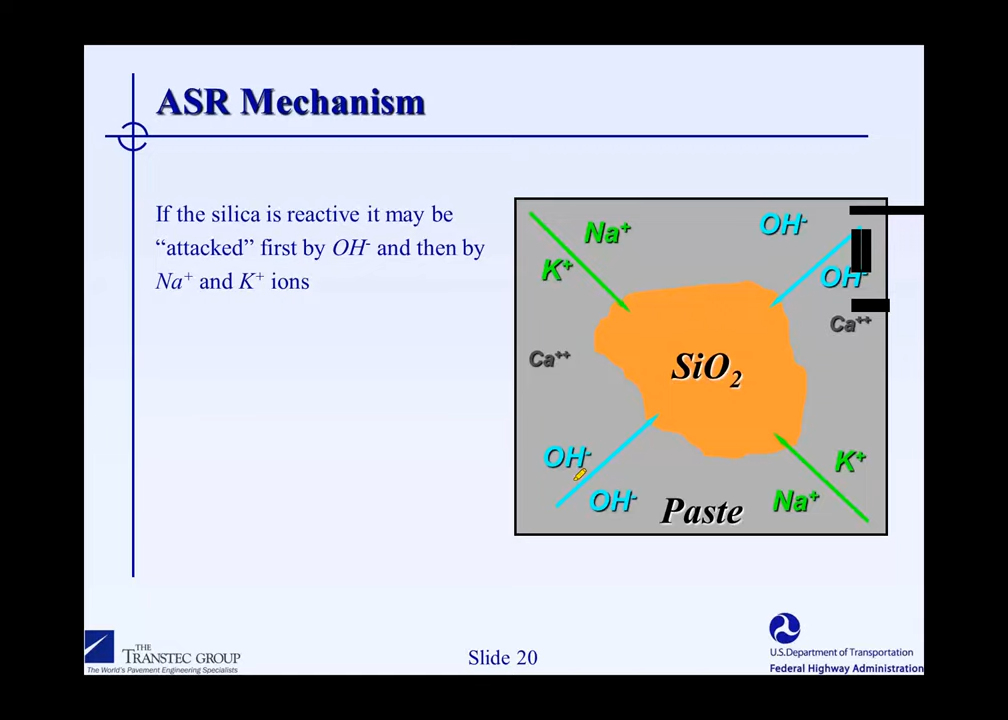 ASR Mechanism
If the silica is reactive it may be
“attacked” first by OH- and then by
Na+ and K+ ions
Na+
K+
OH-
OH-
Ca++
Ca++
SiO2
OH-
OH-
K+
Na+
Paste
THE
TRANSTEC GROUP
The World's Pavement Engineering Specialists
Slide 20
U.S.Department of Transportation
Federal Highway Administration